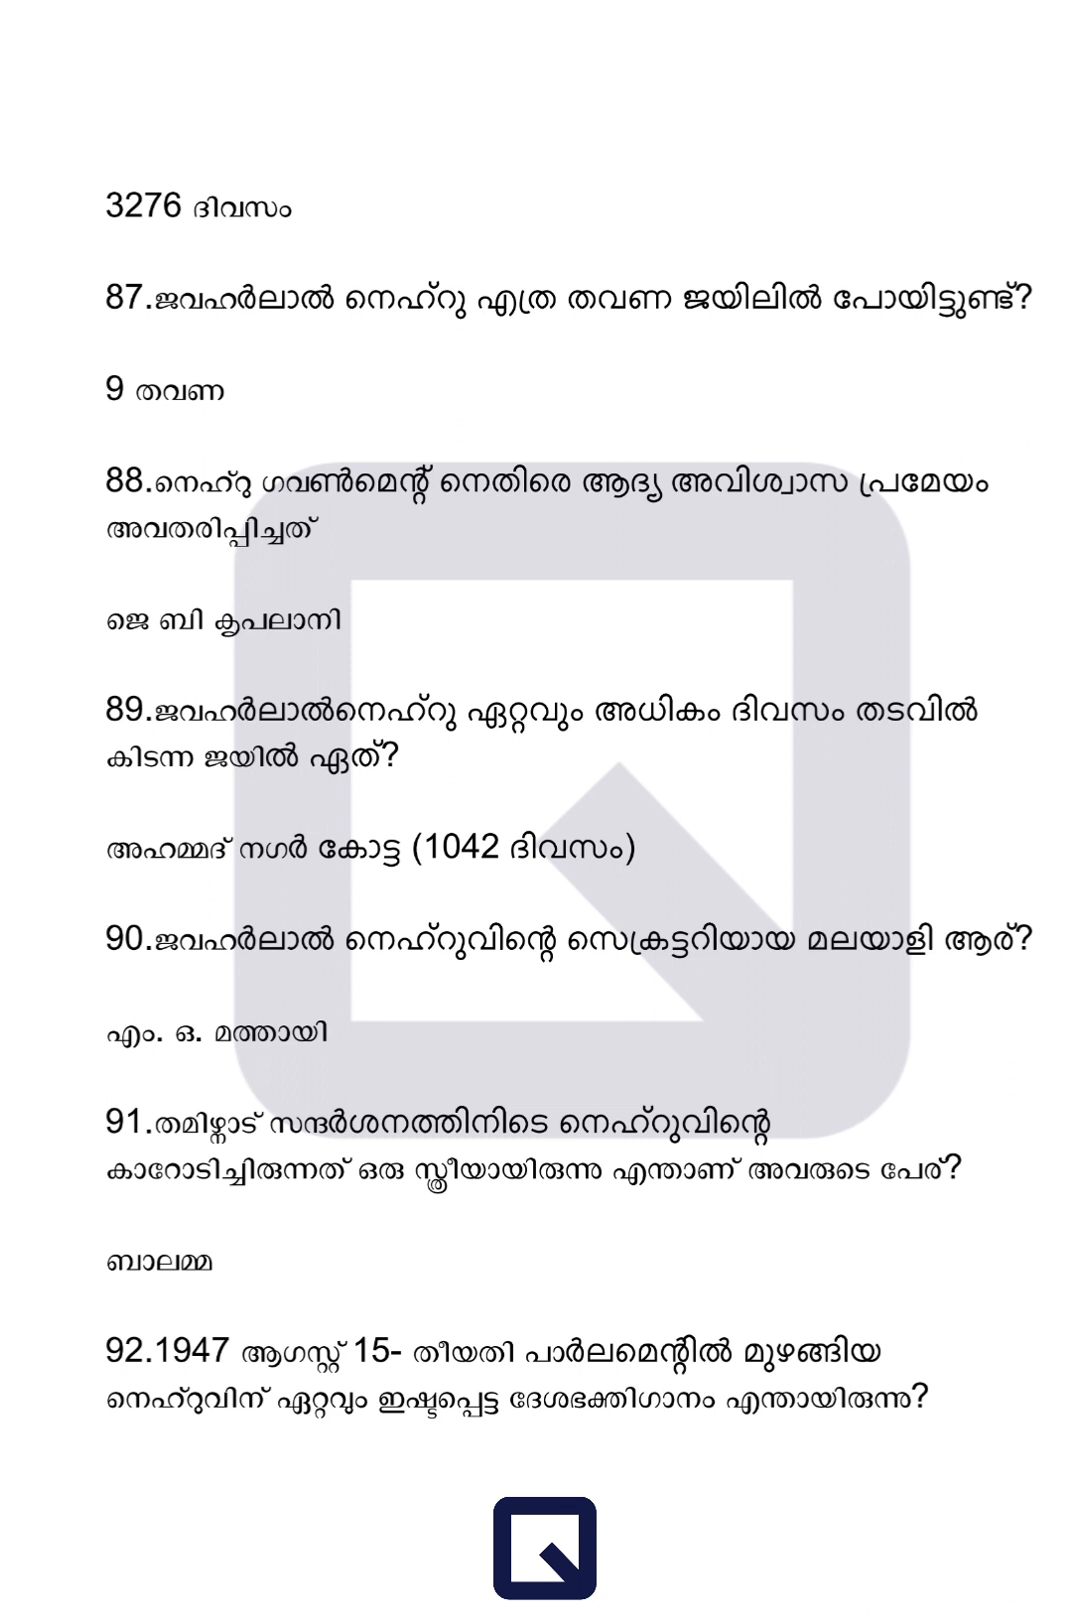 3276 ദിവസം
87.ജവഹർലാൽ നെഹ്റു എത്ര തവണ ജയിലിൽ പോയിട്ടുണ്ട്?
9 തവണ
88.നെഹ്റു ഗവൺമെന്റ് നെതിരെ ആദ്യ അവിശ്വാസ പ്രമേയം
അവതരിപ്പിച്ചത്
ജെ ബി കൃപലാനി
89.ജവഹർലാൽനെഹ്റു ഏറ്റവും അധികം ദിവസം തടവിൽ
കിടന്ന ജയിൽ ഏത്?
അഹമ്മദ് നഗർ കോട്ട (1042 ദിവസം)
90.ജവഹർലാൽ നെഹ്റുവിന്റെ സെക്രട്ടറിയായ മലയാളി ആര്?
എം. ഒ. മത്തായി
91.തമിഴ്നാട് സന്ദർശനത്തിനിടെ നെഹ്റുവിന്റെ
കാറോടിച്ചിരുന്നത് ഒരു സ്ത്രീയായിരുന്നു എന്താണ് അവരുടെ പേര്?
ബാലമ്മ
92.1947 ആഗസ്റ്റ് 15- തീയതി പാർലമെന്റിൽ മുഴങ്ങിയ
നെഹ്റുവിന് ഏറ്റവും ഇഷ്ടപ്പെട്ട ദേശഭക്തിഗാനം എന്തായിരുന്നു?